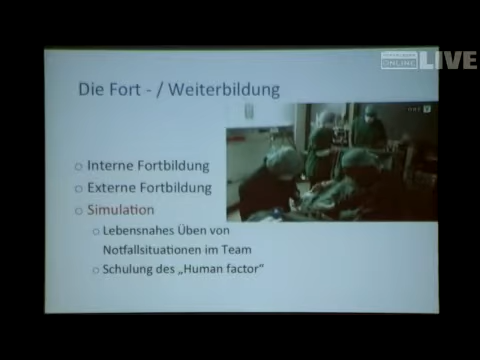 LIVE
ONLINE
Die Fort - / Weiterbildung
Interne Fortbildung
Externe Fortbildung
Simulation
Lebensnahes Üben von
Notfallsituationen im Team
Schulung des „Human factor“